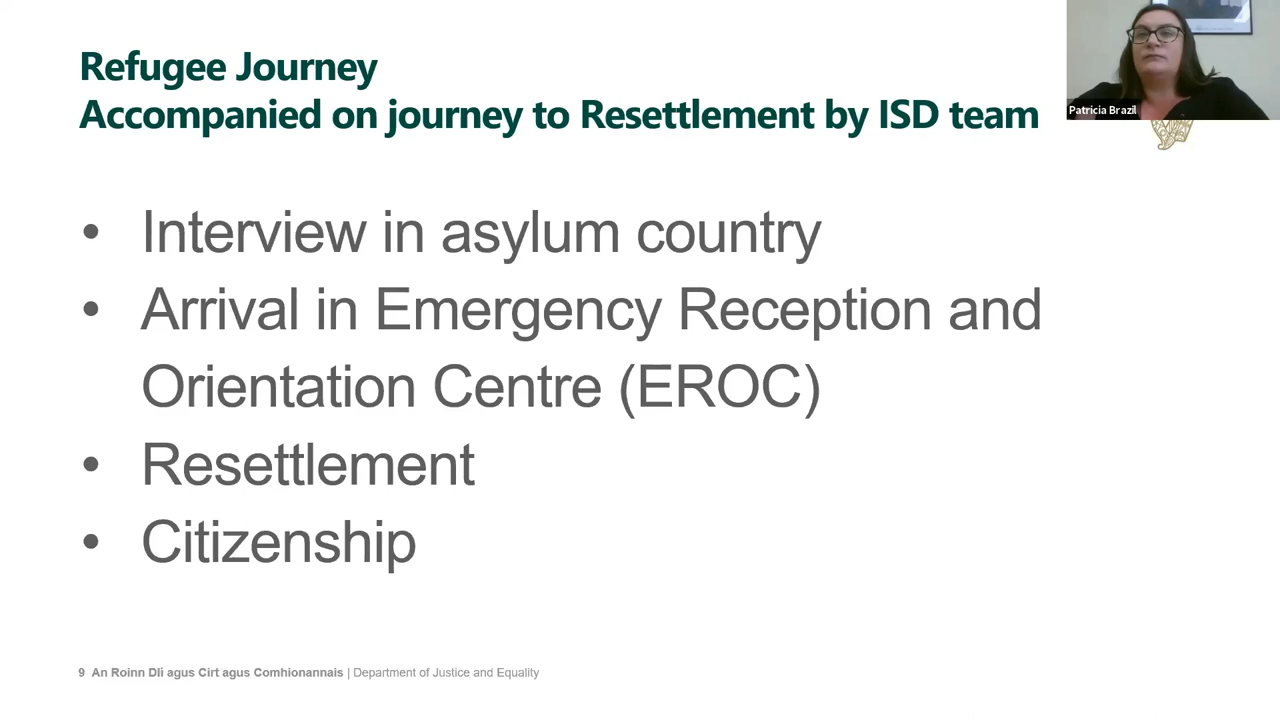 Refugee Journey
Accompanied on journey to Resettlement by ISD team
Patricia Brazil
• Interview in asylum country
• Arrival in Emergency Reception and
Orientation Centre (EROC)
• Resettlement
• Citizenship
9 An Roinn Dlí agus Cirt agus Comhionannais | Department of Justice and Equality